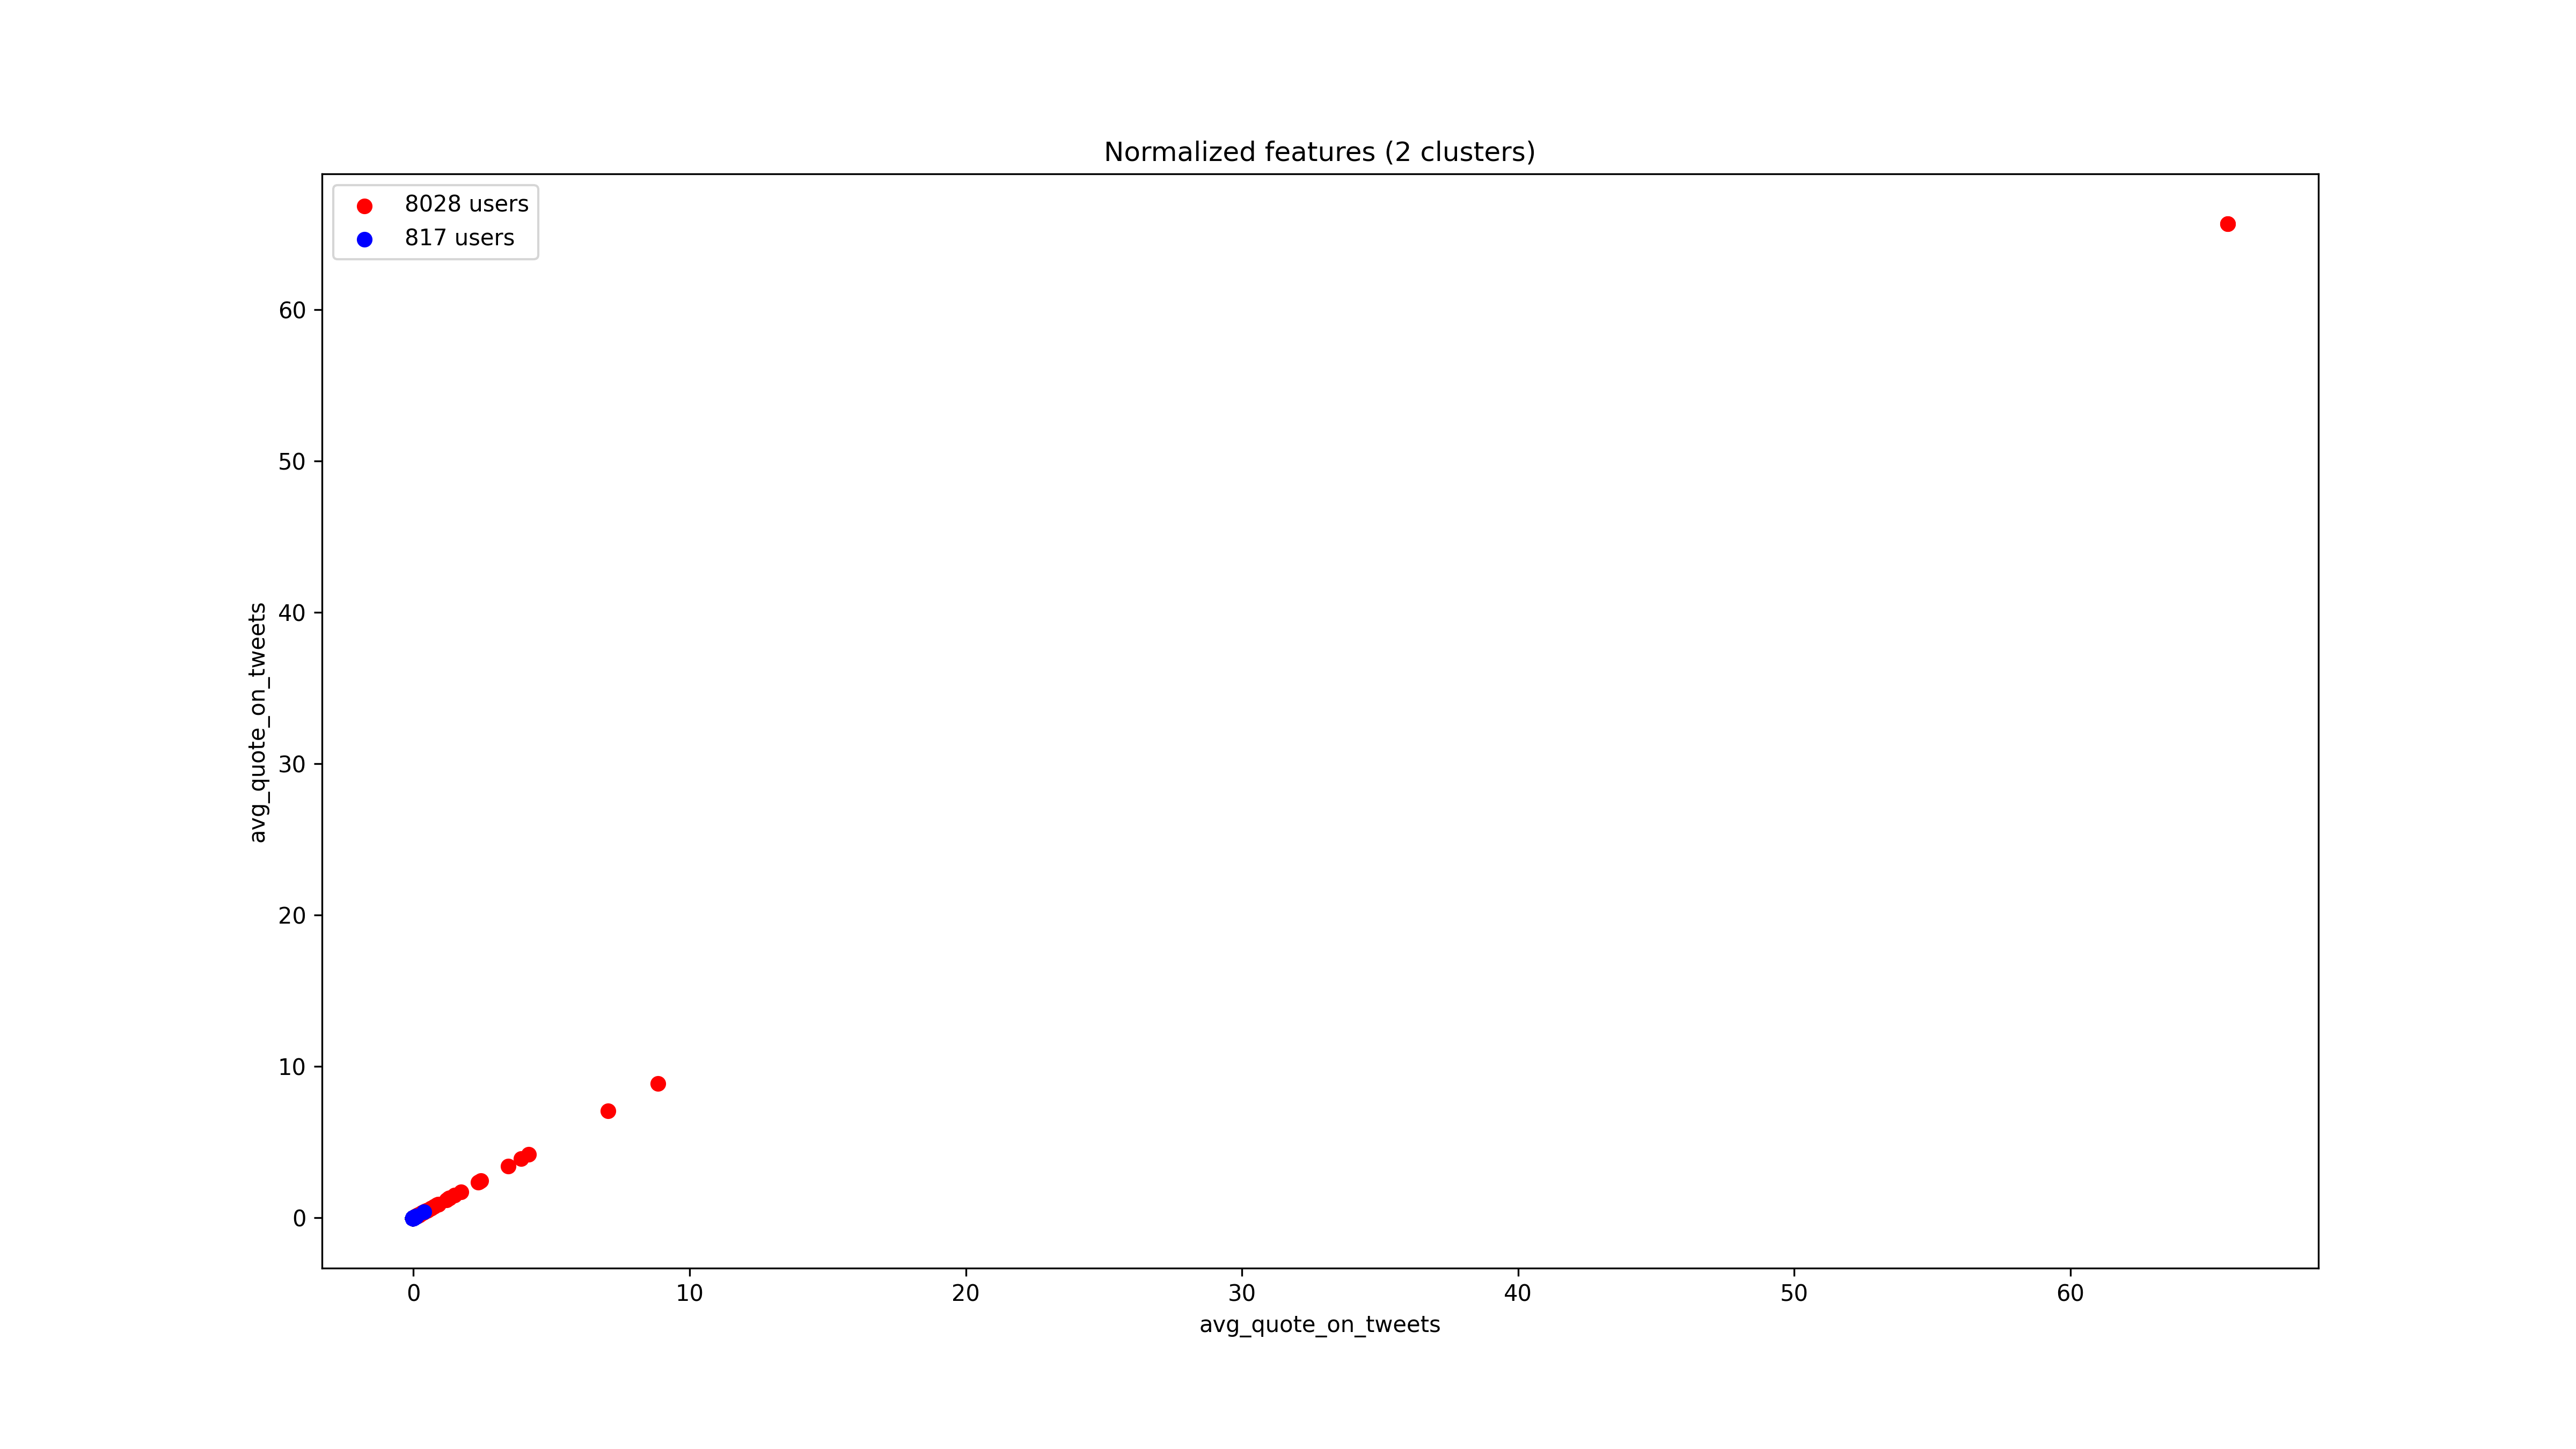 Normalized features (2 clusters)
8028 users
817 users
60
50
40
30
20
10
0
avg_quote_on_tweets
0 10 20 30 40 50 60
avg_quote_on_tweets